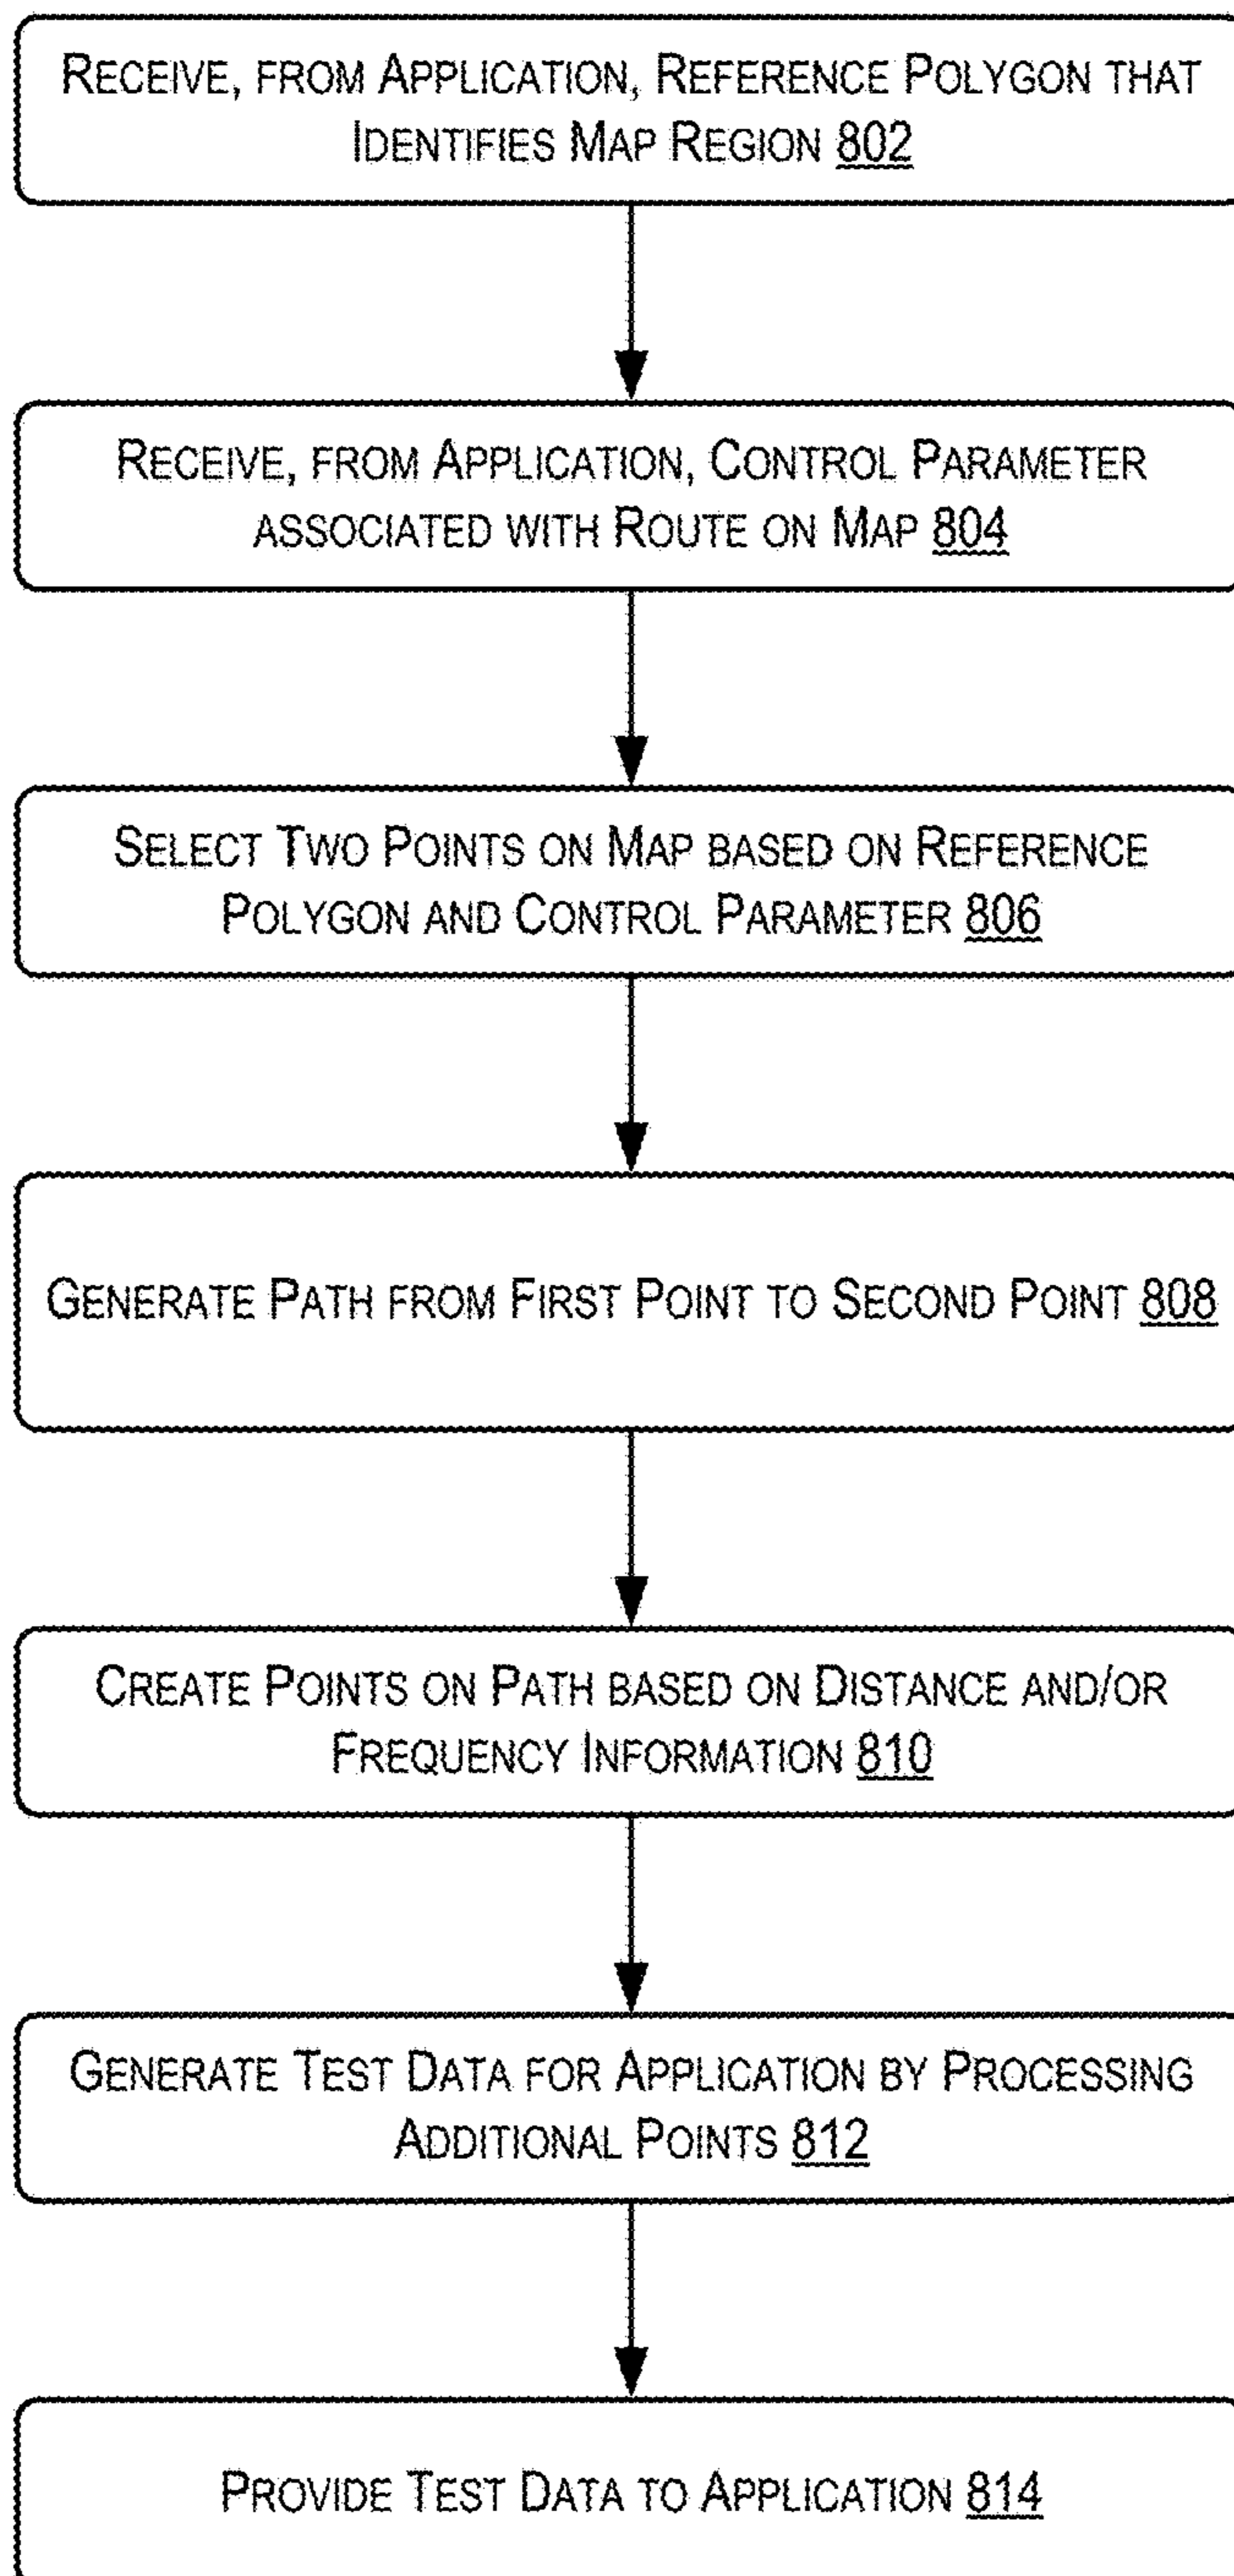 RECEIVE, FROM APPLICATION, REFERENCE POLYGON THAT
IDENTIFIES MAP REGION 802
RECEIVE, FROM APPLICATION, CONTROL PARAMETER
ASSOCIATED WITH ROUTE ON MAP 804
SELECT TWO POINTS ON MAP BASED ON REFERENCE
POLYGON AND CONTROL PARAMETER 806
GENERATE PATH FROM FIRST POINT TO SECOND POINT 808
CREATE POINTS ON PATH BASED ON DISTANCE AND/OR
FREQUENCY INFORMATION 810
GENERATE TEST DATA FOR APPLICATION BY PROCESSING
ADDITIONAL POINTS 812
PROVIDE TEST DATA TO APPLICATION 814